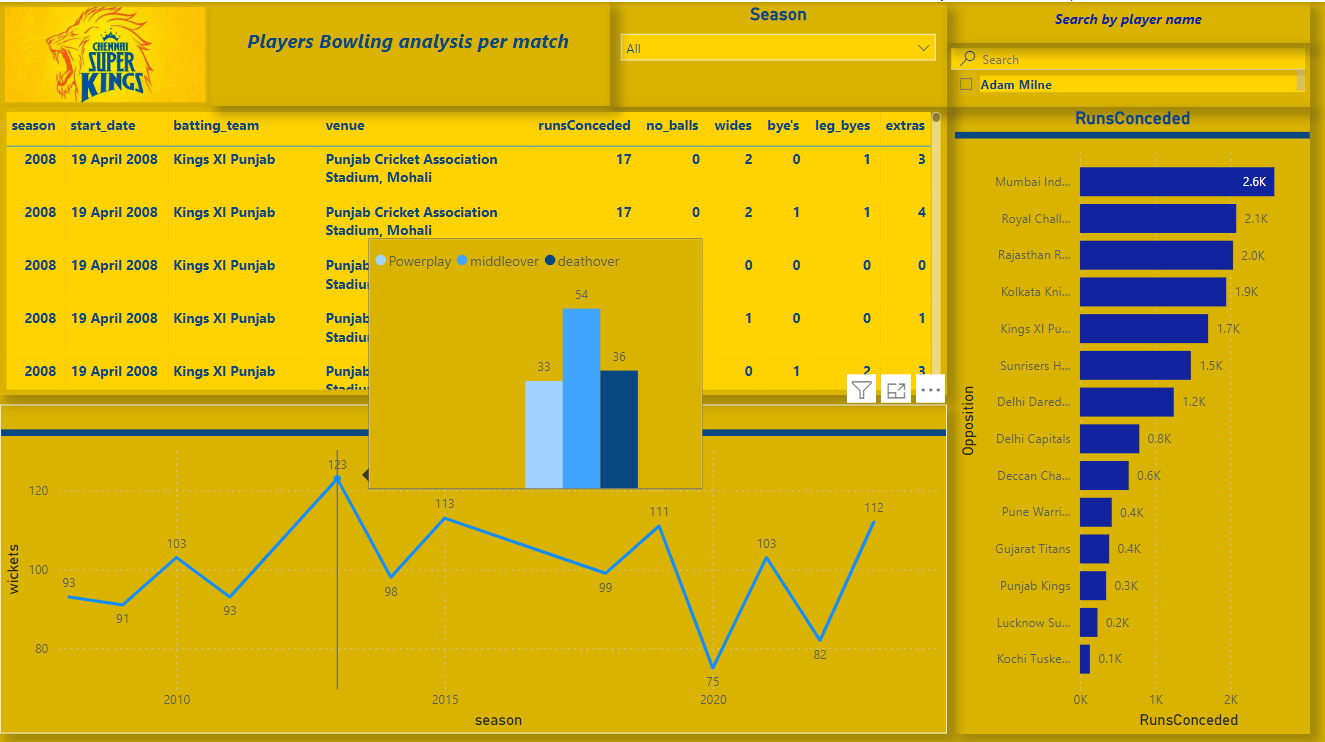 CHENNAI
SUPER
KINGS
Players Bowling analysis per match
Season
All
Search by player name
Search
Adam Milne
season start_date batting_team venue runsConceded no_balls wides bye's leg_byes extras
2008 19 April 2008 Kings XI Punjab Punjab Cricket Association 17 0 2 0 1 3
Stadium, Mohali
2008 19 April 2008 Kings XI Punjab Punjab Cricket Association 17 0 2 1 1 4
Stadium, Mohali
2008 19 April 2008 Kings XI Punjab Punjab 0 0 0 0
Stadiu
2008 19 April 2008 Kings XI Punjab Punjab 1 0 0 1
Stadiu
2008 19 April 2008 Kings XI Punjab Punjab 0 1 2 3
Powerplay middleover deathover
33
54
36
wickets
120
100
80
93
91
103
93
123
98
113
99
111
75
103
82
112
2010 2015 2020
season
RunsConceded
Opposition
Mumbai Ind... 2.6K
Royal Chall... 2.1K
Rajasthan R... 2.0K
Kolkata Kni... 1.9K
Kings XI Pu... 1.7K
Sunrisers H... 1.5K
Delhi Dared... 1.2K
Delhi Capitals 0.8K
Deccan Cha... 0.6K
Pune Warri... 0.4K
Gujarat Titans 0.4K
Punjab Kings 0.3K
Lucknow Su... 0.2K
Kochi Tuske... 0.1K
0K 1K 2K
RunsConceded